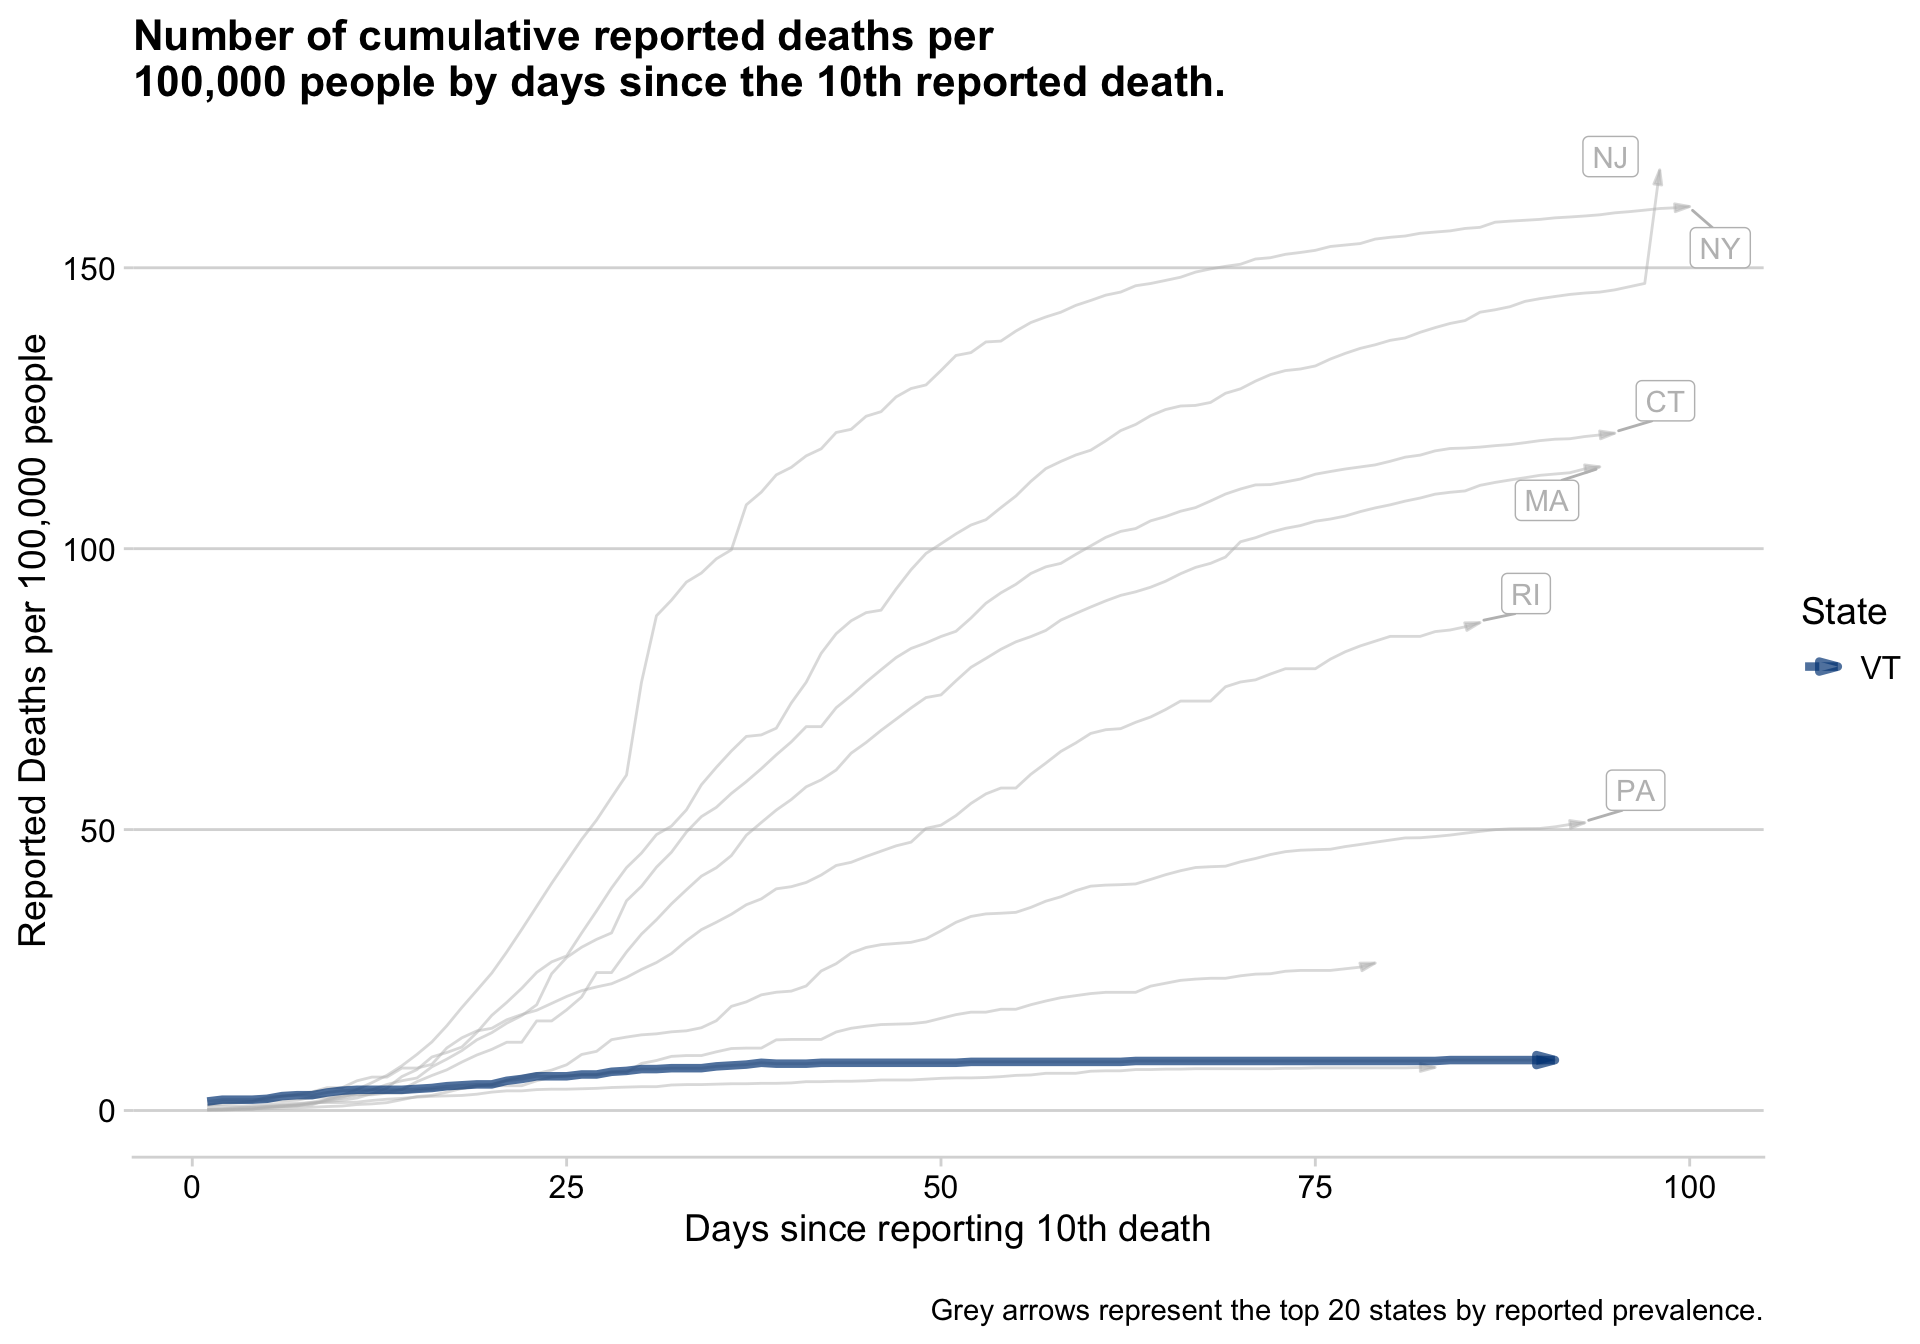 Number of cumulative reported deaths per
100,000 people by days since the 10th reported death.
NJ
NY
CT
MA
RI
PA
150
100
50
0
Reported Deaths per 100,000 people
0 25 50 75 100
Days since reporting 10th death
State
VT
Grey arrows represent the top 20 states by reported prevalence.